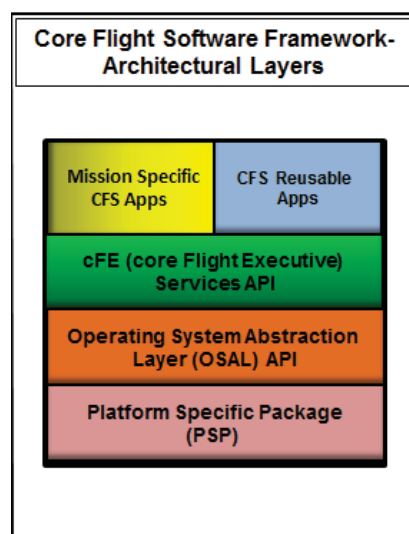 Core Flight Software Framework-
Architectural Layers
Mission Specific
CFS Apps
CFS Reusable
Apps
cFE (core Flight Executive)
Services API
Operating System Abstraction
Layer (OSAL) API
Platform Specific Package
(PSP)